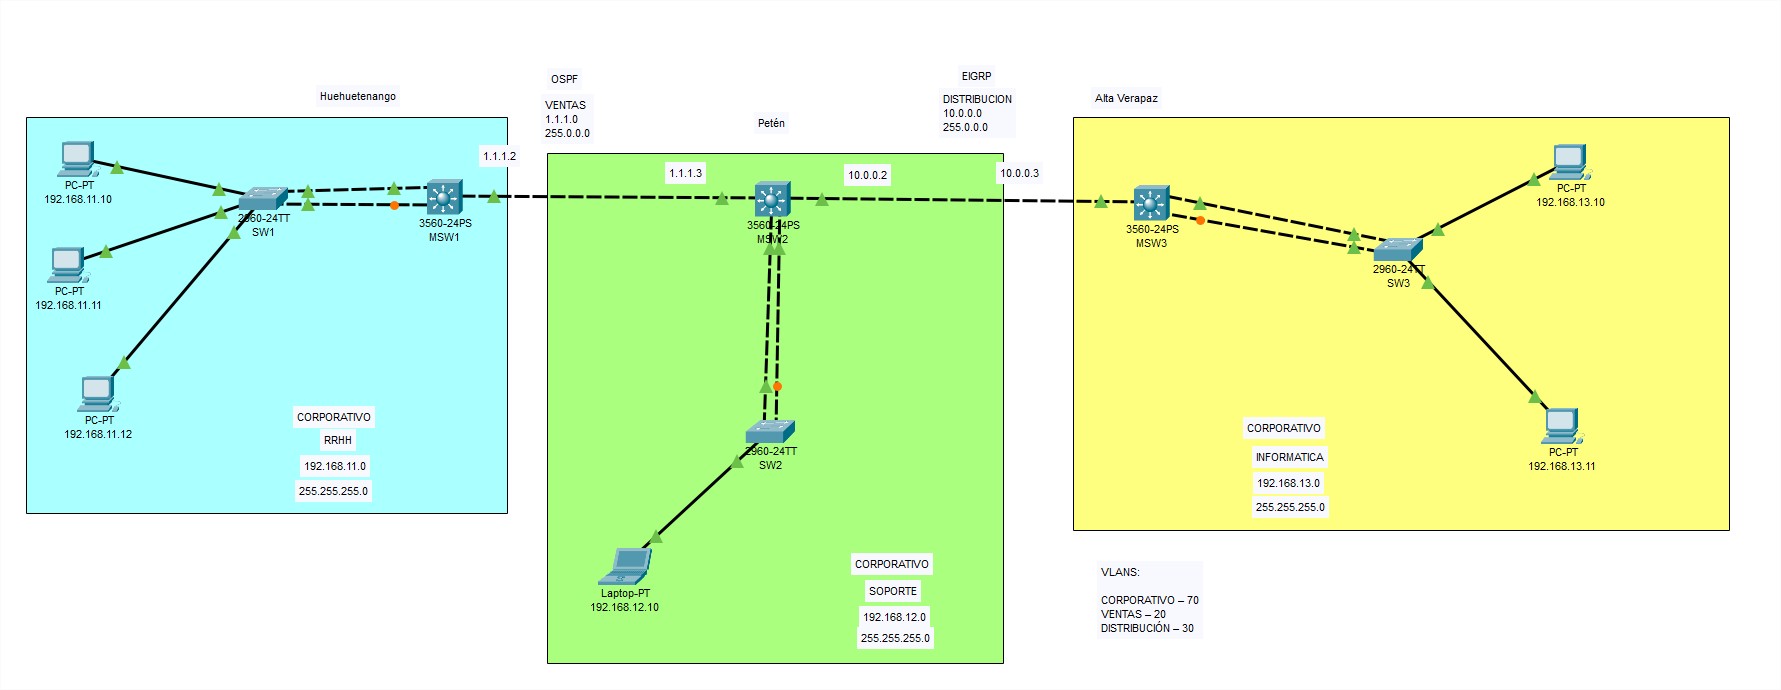 Huehuetenango
OSPF
VENTAS
1.1.1.0
255.0.0.0
Petén
EIGRP
DISTRIBUCION
10.0.0.0
255.0.0.0
Alta Verapaz
PC-PT
192.168.11.10
PC-PT
192.168.11.11
PC-PT
192.168.11.12
2960-24TT
SW1
3560-24PS
MSW1
1.1.1.2
CORPORATIVO
RRHH
192.168.11.0
255.255.255.0
1.1.1.3
10.0.0.2
3560-24PS
MSW2
2960-24TT
SW2
Laptop-PT
192.168.12.10
CORPORATIVO
SOPORTE
192.168.12.0
255.255.255.0
10.0.0.3
3560-24PS
MSW3
2960-24TT
SW3
PC-PT
192.168.13.10
PC-PT
192.168.13.11
CORPORATIVO
INFORMATICA
192.168.13.0
255.255.255.0
VLANS:
CORPORATIVO – 70
VENTAS – 20
DISTRIBUCIÓN – 30